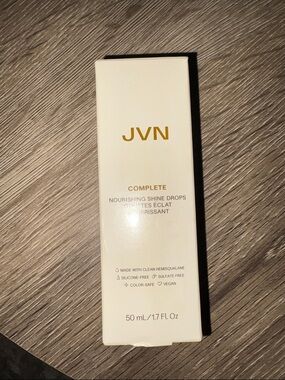 JVN
COMPLETE
NOURISHING SHINE DROPS
ÉCLAT
MADE WITH CLEAN HEMISQUALANE
SILICONE-FREE SULFATE FREE
COLOR-SAFE VEGAN
50 mL/1.7 FL Oz